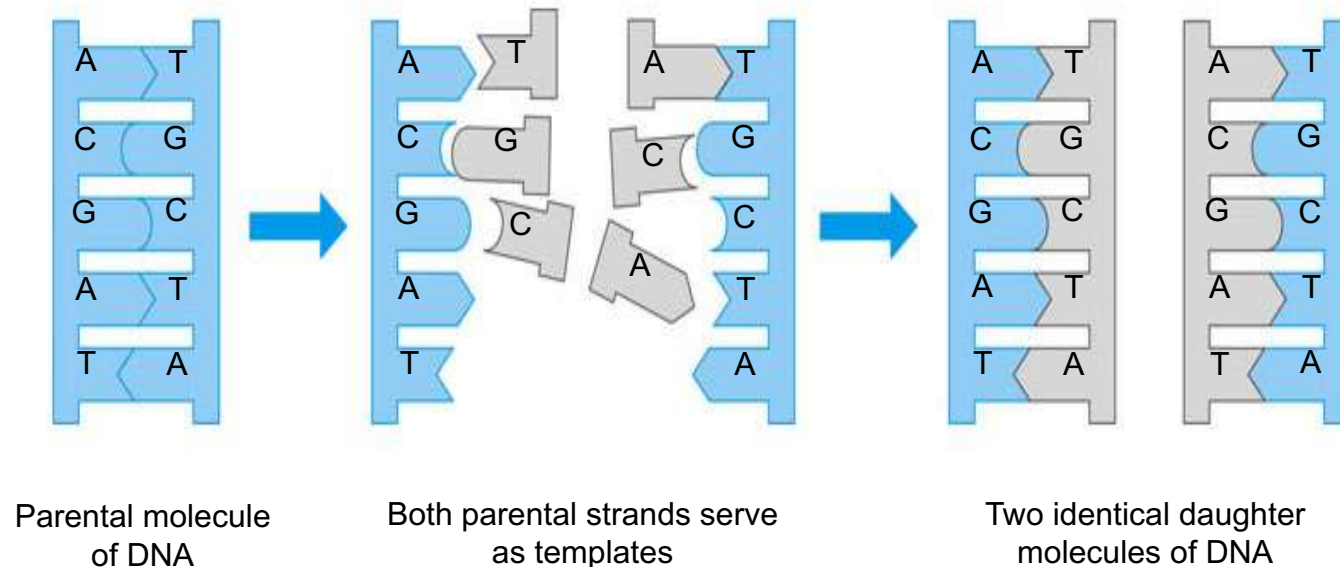 A T A T A T A T A T
C G C G C G C G C G
G C G C C G C G C
A T A A T A T A T
T A T A T A T A
Parental molecule
of DNA
Both parental strands serve
as templates
Two identical daughter
molecules of DNA